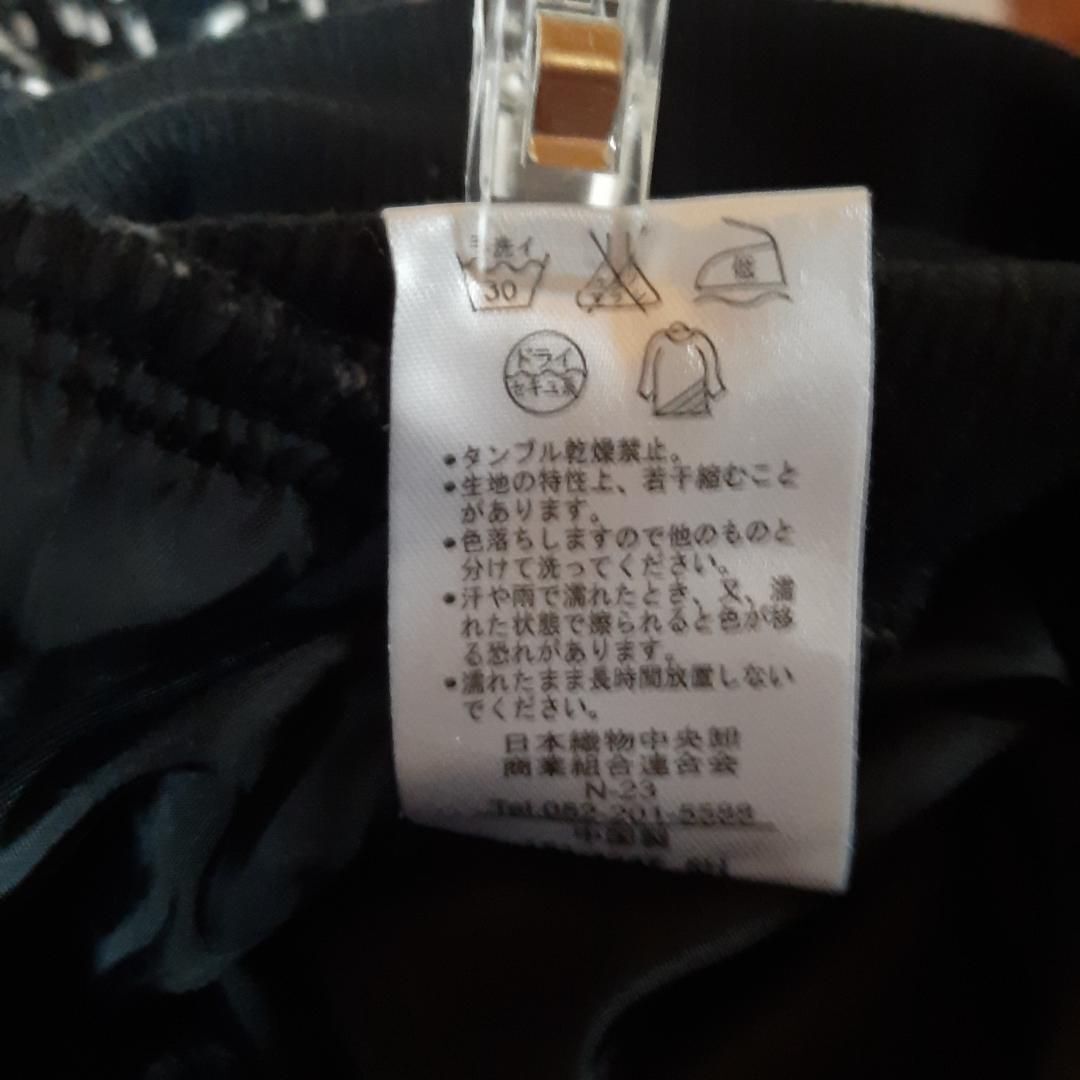 手洗イ
30
低
ドライ
セキユ系
・タンブル乾燥禁止。
・生地の特性上、若干縮むこと
があります。
・色落ちしますので他のものと
分けて洗ってください。
・汗や雨で濡れたとき、又、濡
れた状態で擦られると色が移
る恐れがあります。
・濡れたまま長時間放置しない
でください。
日本織物中央卸
商業組合連合会
N-23
Tel.052-201-5588
中国製